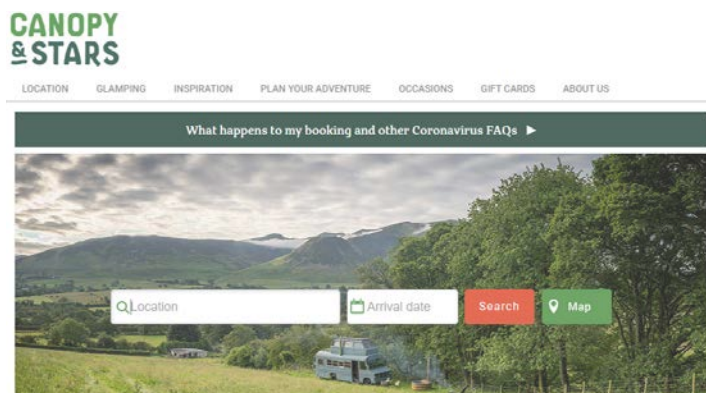 CANOPY
& STARS
LOCATION GLAMPING INSPIRATION PLAN YOUR ADVENTURE OCCASIONS GIFT CARDS ABOUT US
What happens to my booking and other Coronavirus FAQs ▶
Location Arrival date Search Map